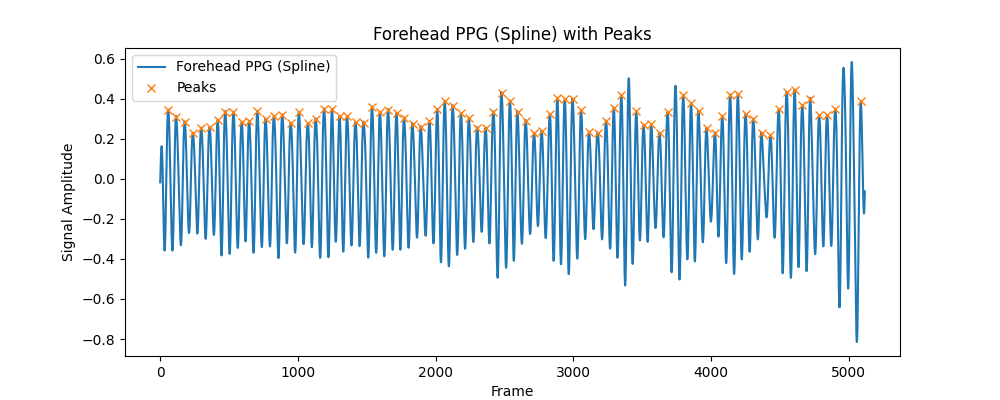 Forehead PPG (Spline) with Peaks
Forehead PPG (Spline)
Peaks
Signal Amplitude
0.6
0.4
0.2
0.0
−0.2
−0.4
−0.6
−0.8
0 1000 2000 3000 4000 5000
Frame